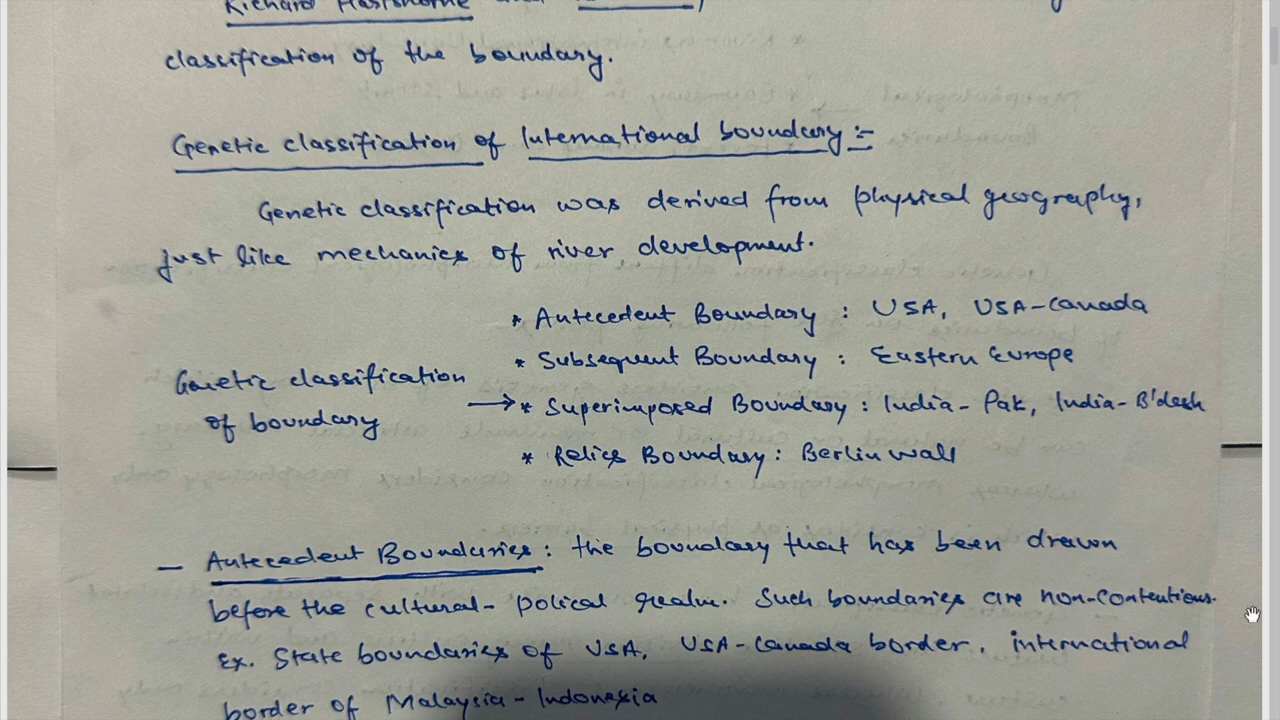 Richard Hartshorne and
classification of the boundary.
Genetic classification of International boundary :-
Genetic classification was derived from physical geography,
just like mechanics of river development.
Genetic classification of boundary →
* Antecedent Boundary : USA, USA-Canada
* Subsequent Boundary : Eastern Europe
* Superimposed Boundary : India-Pak, India-B'desh
* Relics Boundary : Berlin wall
— Antecedent Boundaries : the boundary that has been drawn
before the cultural-polical realm. Such boundaries are non-contentious.
Ex. State boundaries of USA, USA-Canada border, international
border of Malaysia-Indonesia